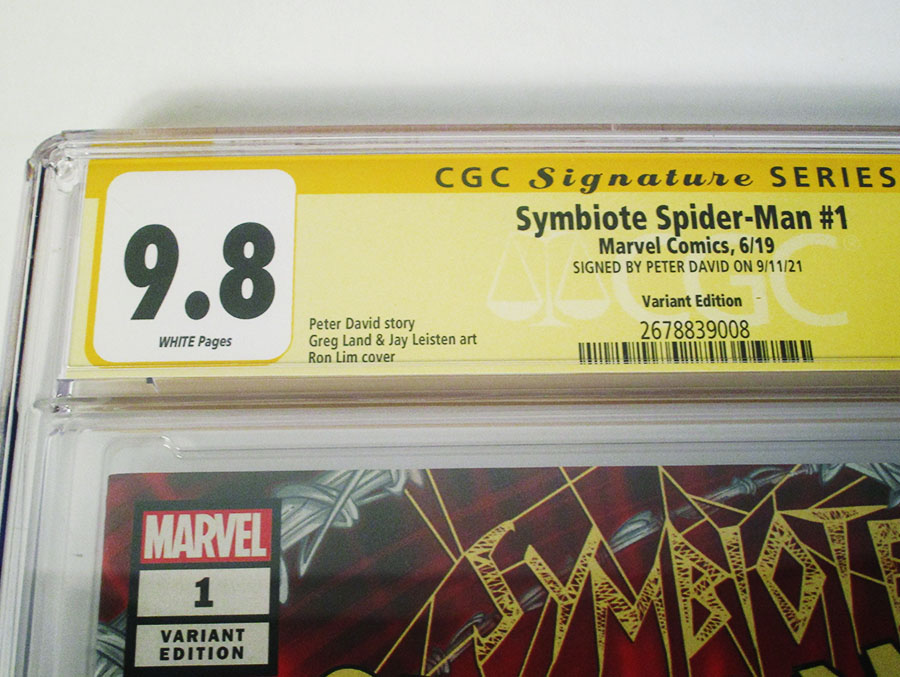 CGC Signature SERIES
9.8
WHITE Pages
Symbiote Spider-Man #1
Marvel Comics, 6/19
SIGNED BY PETER DAVID ON 9/11/21
Variant Edition
2678839008
Peter David story
Greg Land & Jay Leisten art
Ron Lim cover
CGC
MARVEL
1
VARIANT
EDITION
SYMBIOTE